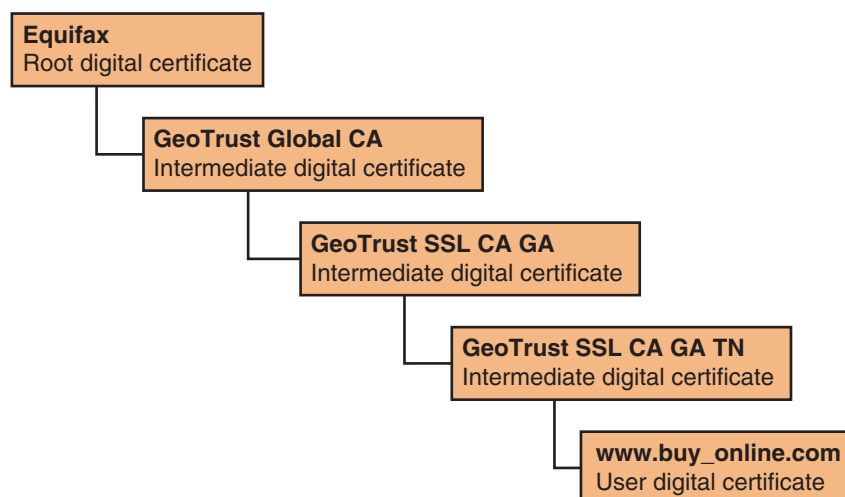 Equifax
Root digital certificate
GeoTrust Global CA
Intermediate digital certificate
GeoTrust SSL CA GA
Intermediate digital certificate
GeoTrust SSL CA GA TN
Intermediate digital certificate
www.buy_online.com
User digital certificate